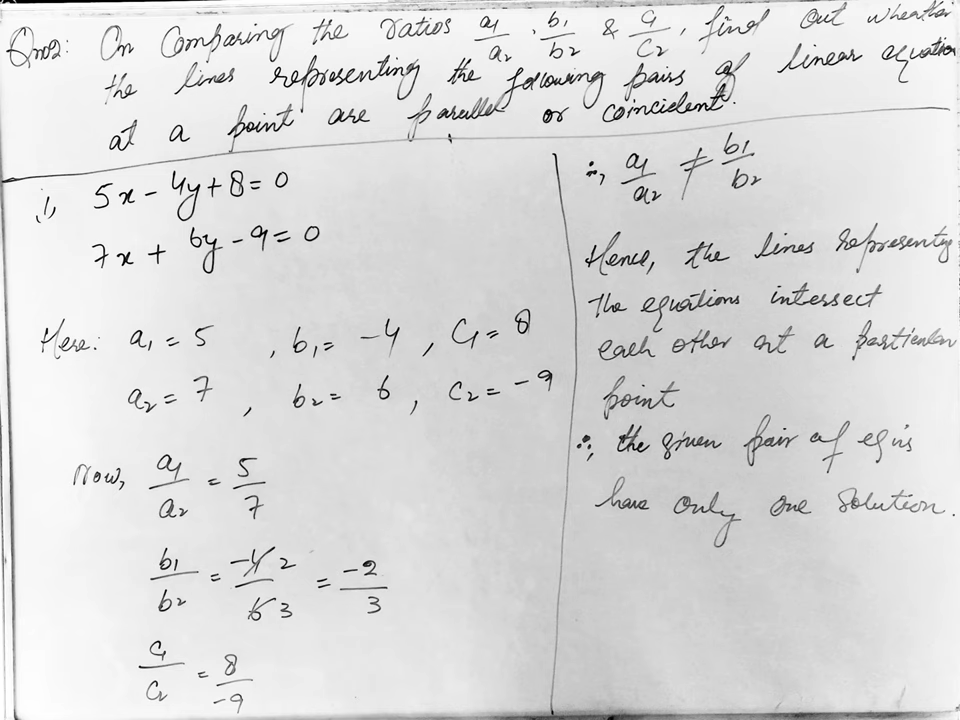 Qno2: On Comparing the ratios a1/a2, b1/b2 & C1/C2, find out wheather
the lines representing the following pairs of linear equation
at a point are parallel or coincident.
(1) 5x - 4y + 8 = 0
7x + 6y - 9 = 0
Here: a1 = 5 , b1 = -4 , C1 = 8
a2 = 7 , b2 = 6 , C2 = -9
Now, a1/a2 = 5/7
b1/b2 = -4 2/6 3 = -2/3
C1/C2 = 8/-9
∴, a1/a2 ≠ b1/b2
Hence, the lines representing
the equations intessect
each other at a particular
point
∴, the given pair of eqns
have only one solution.